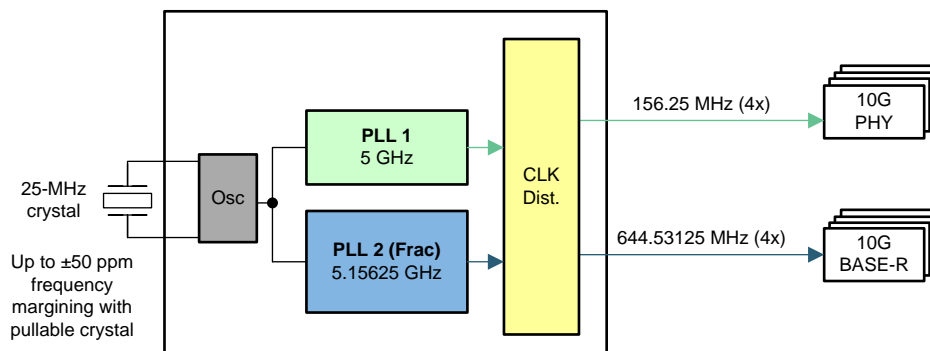 25-MHz
crystal
Up to ±50 ppm
frequency
margining with
pullable crystal
Osc
PLL 1
5 GHz
PLL 2 (Frac)
5.15625 GHz
CLK
Dist.
156.25 MHz (4x)
644.53125 MHz (4x)
10G
PHY
10G
BASE-R